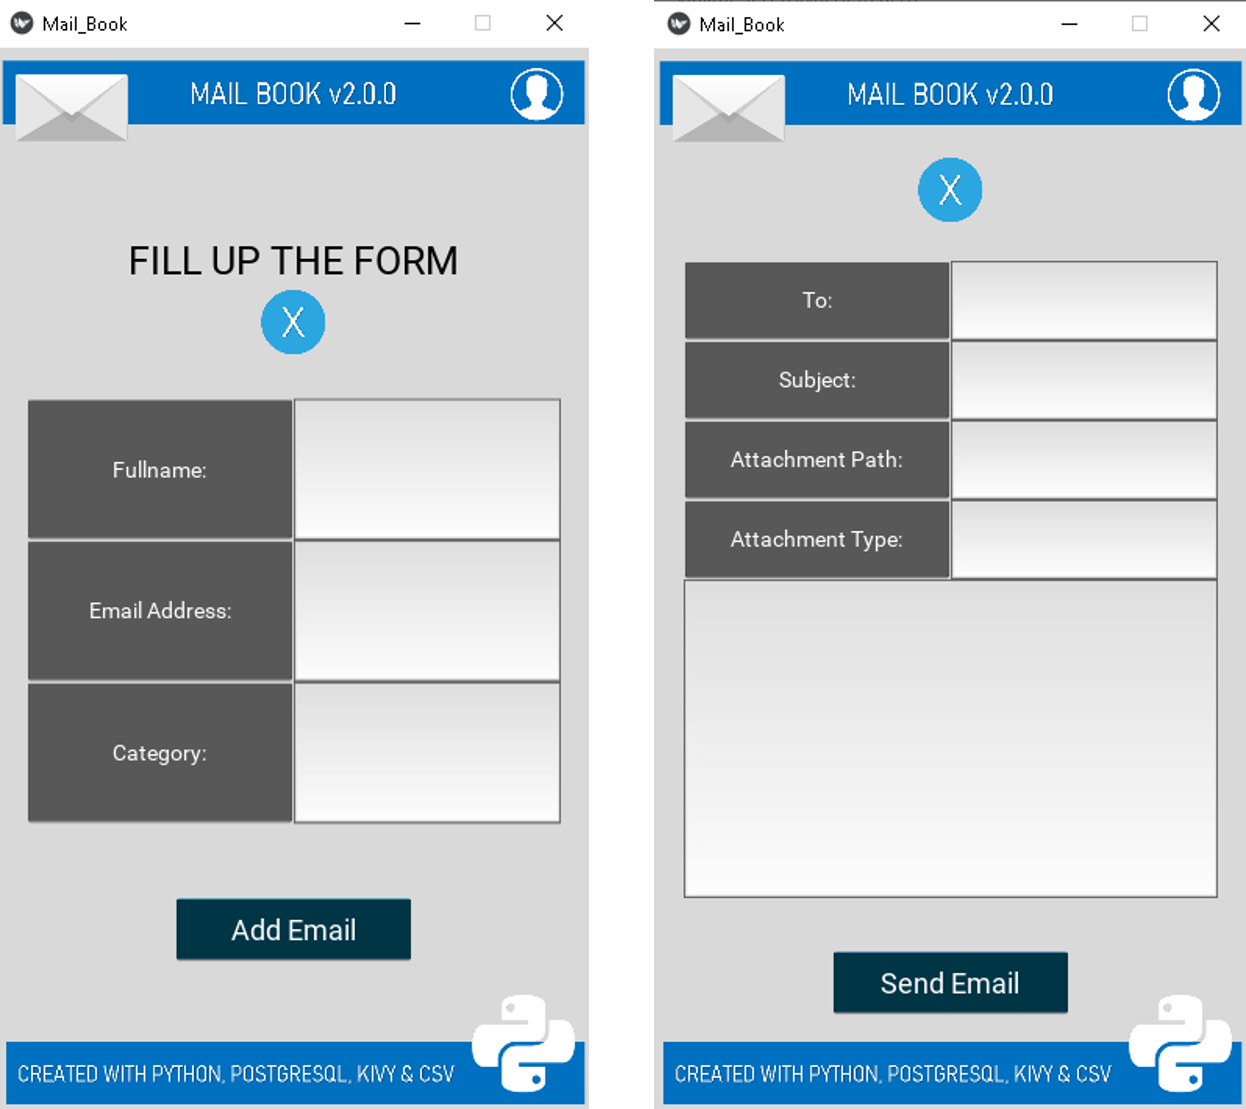 Mail_Book
MAIL BOOK v2.0.0
FILL UP THE FORM
X
Fullname:
Email Address:
Category:
Add Email
CREATED WITH PYTHON, POSTGRESQL, KIVY & CSV
Mail_Book
MAIL BOOK v2.0.0
X
To:
Subject:
Attachment Path:
Attachment Type:
Send Email
CREATED WITH PYTHON, POSTGRESQL, KIVY & CSV